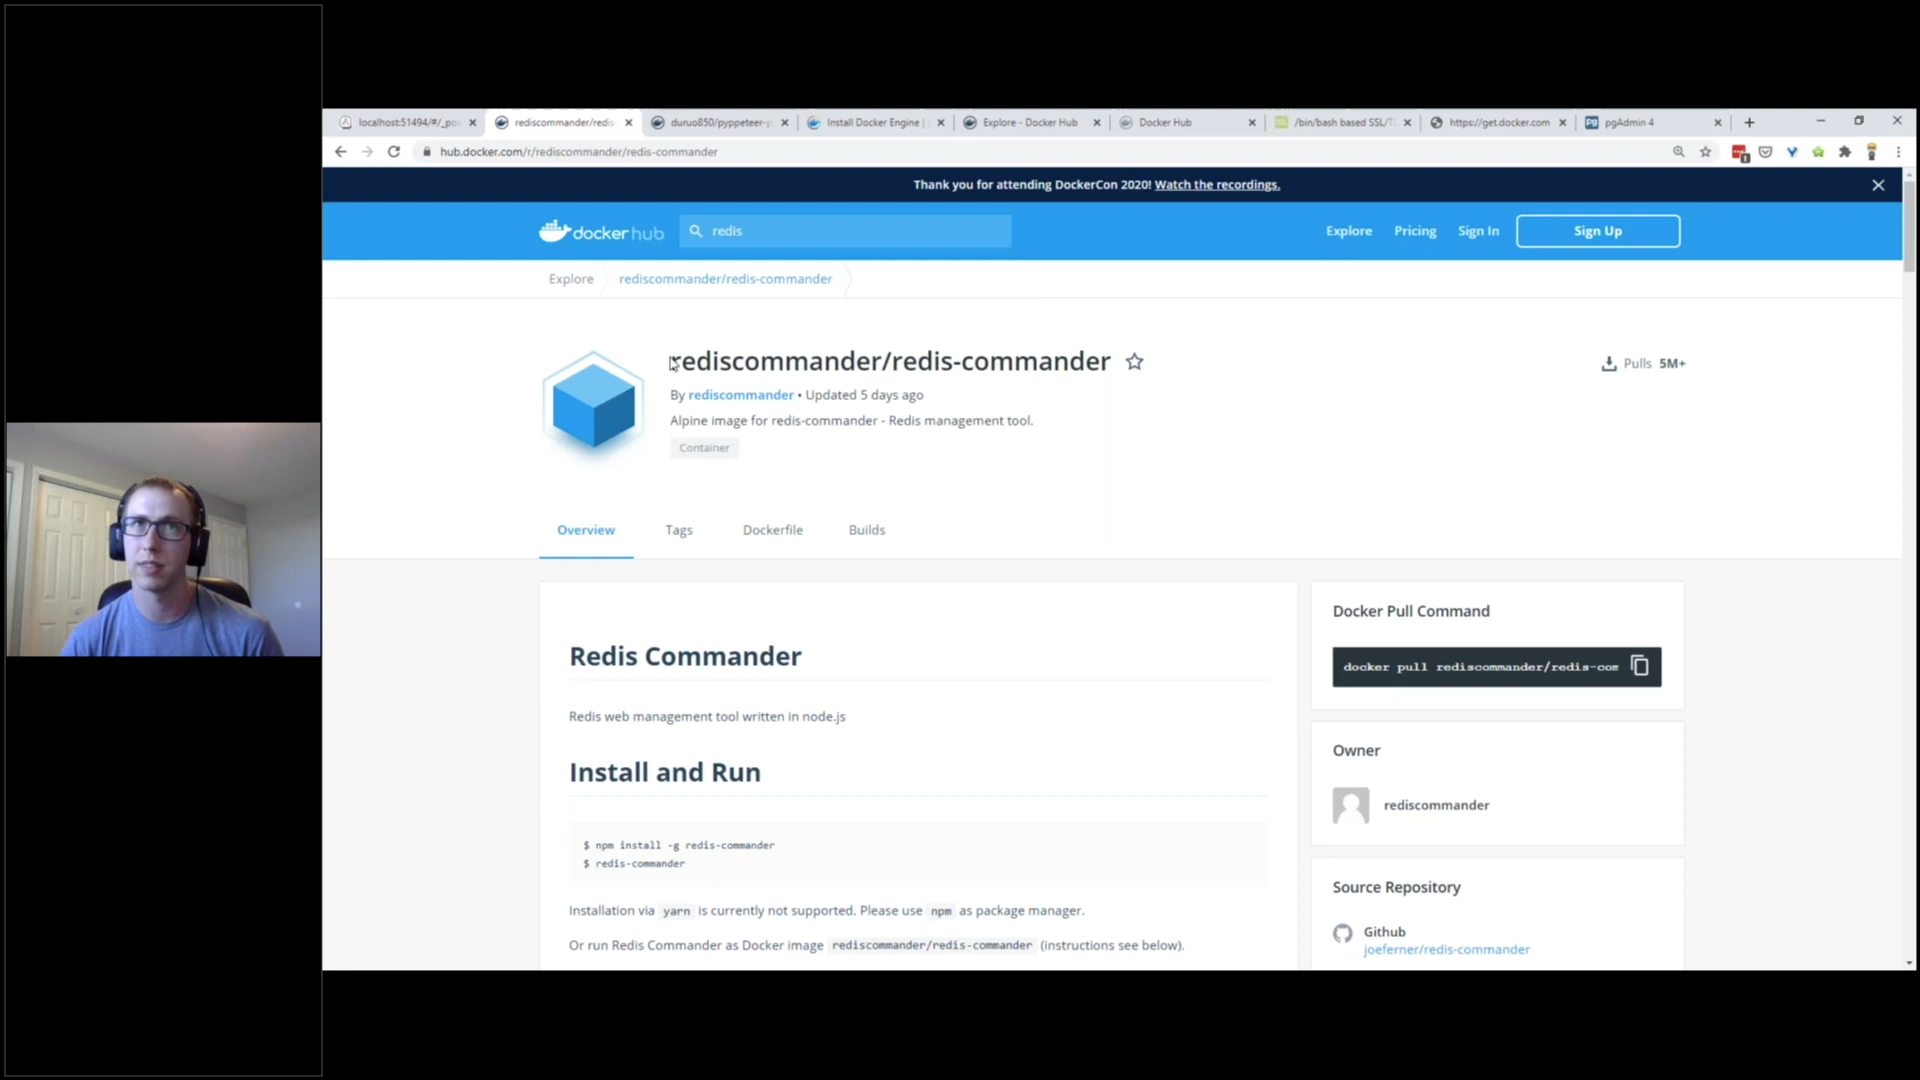 localhost:51494/#/_po
rediscommander/redis
duruo850/pyppeteer-p
Install Docker Engine |
Explore - Docker Hub
Docker Hub
/bin/bash based SSL/T
https://get.docker.com
pgAdmin 4
hub.docker.com/r/rediscommander/redis-commander
Thank you for attending DockerCon 2020! Watch the recordings.
docker hub
redis
Explore
Pricing
Sign In
Sign Up
Explore
rediscommander/redis-commander
rediscommander/redis-commander
Pulls 5M+
By rediscommander • Updated 5 days ago
Alpine image for redis-commander - Redis management tool.
Container
Overview
Tags
Dockerfile
Builds
Redis Commander
Redis web management tool written in node.js
Install and Run
$ npm install -g redis-commander
$ redis-commander
Installation via yarn is currently not supported. Please use npm as package manager.
Or run Redis Commander as Docker image rediscommander/redis-commander (instructions see below).
Docker Pull Command
docker pull rediscommander/redis-com
Owner
rediscommander
Source Repository
Github
joeferner/redis-commander